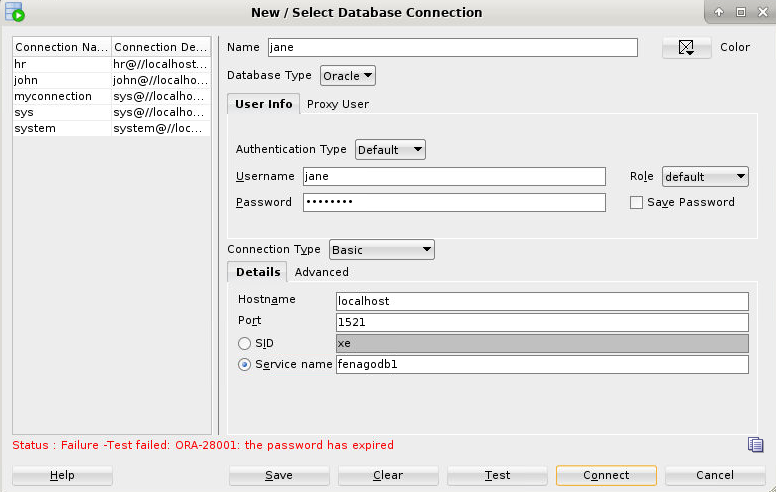 New / Select Database Connection
Connection Na... Connection De...
hr hr@//localhost...
john john@//localho...
myconnection sys@//localho...
sys sys@//localho...
system system@//loc...
Name jane Color
Database Type Oracle
User Info Proxy User
Authentication Type Default
Username jane Role default
Password •••••••• Save Password
Connection Type Basic
Details Advanced
Hostname localhost
Port 1521
SID xe
Service name fenagodb1
Status : Failure -Test failed: ORA-28001: the password has expired
Help Save Clear Test Connect Cancel